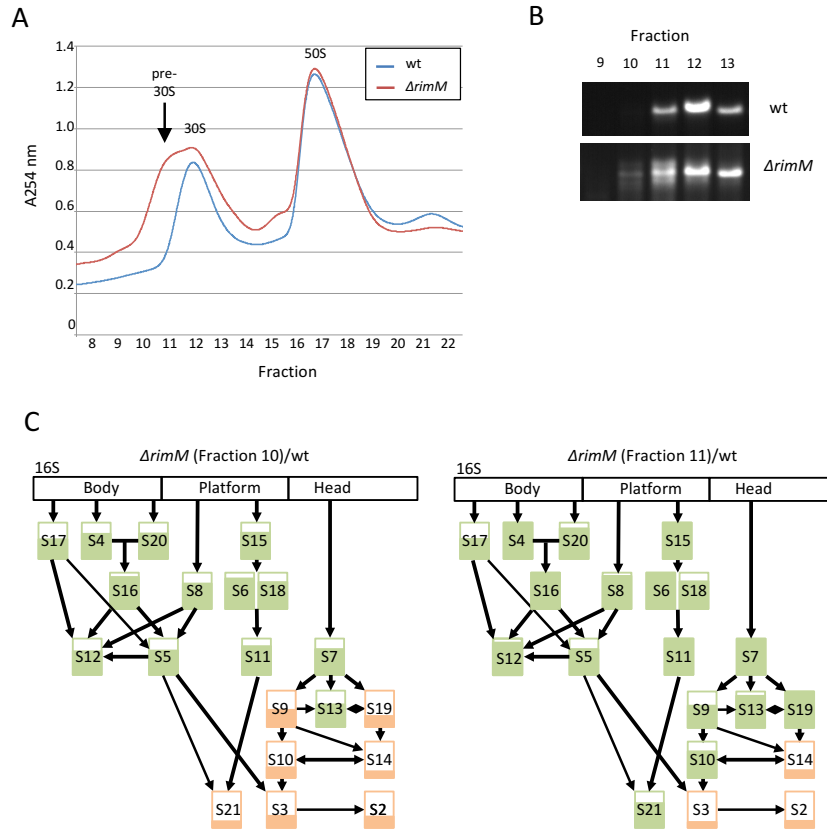 A
1.4
1.2
1.0
0.8
0.6
0.4
0.2
0
A254 nm
pre-
30S
30S
50S
wt
ΔrimM
8 9 10 11 12 13 14 15 16 17 18 19 20 21 22
Fraction
B
Fraction
9 10 11 12 13
wt
ΔrimM
C
ΔrimM (Fraction 10)/wt
16S
Body Platform Head
S17 S4 S20 S15
S16 S8 S6 S18
S12 S5 S11 S7
S9 S13 S19
S10 S14
S21 S3 S2
ΔrimM (Fraction 11)/wt
16S
Body Platform Head
S17 S4 S20 S15
S16 S8 S6 S18
S12 S5 S11 S7
S9 S13 S19
S10 S14
S21 S3 S2